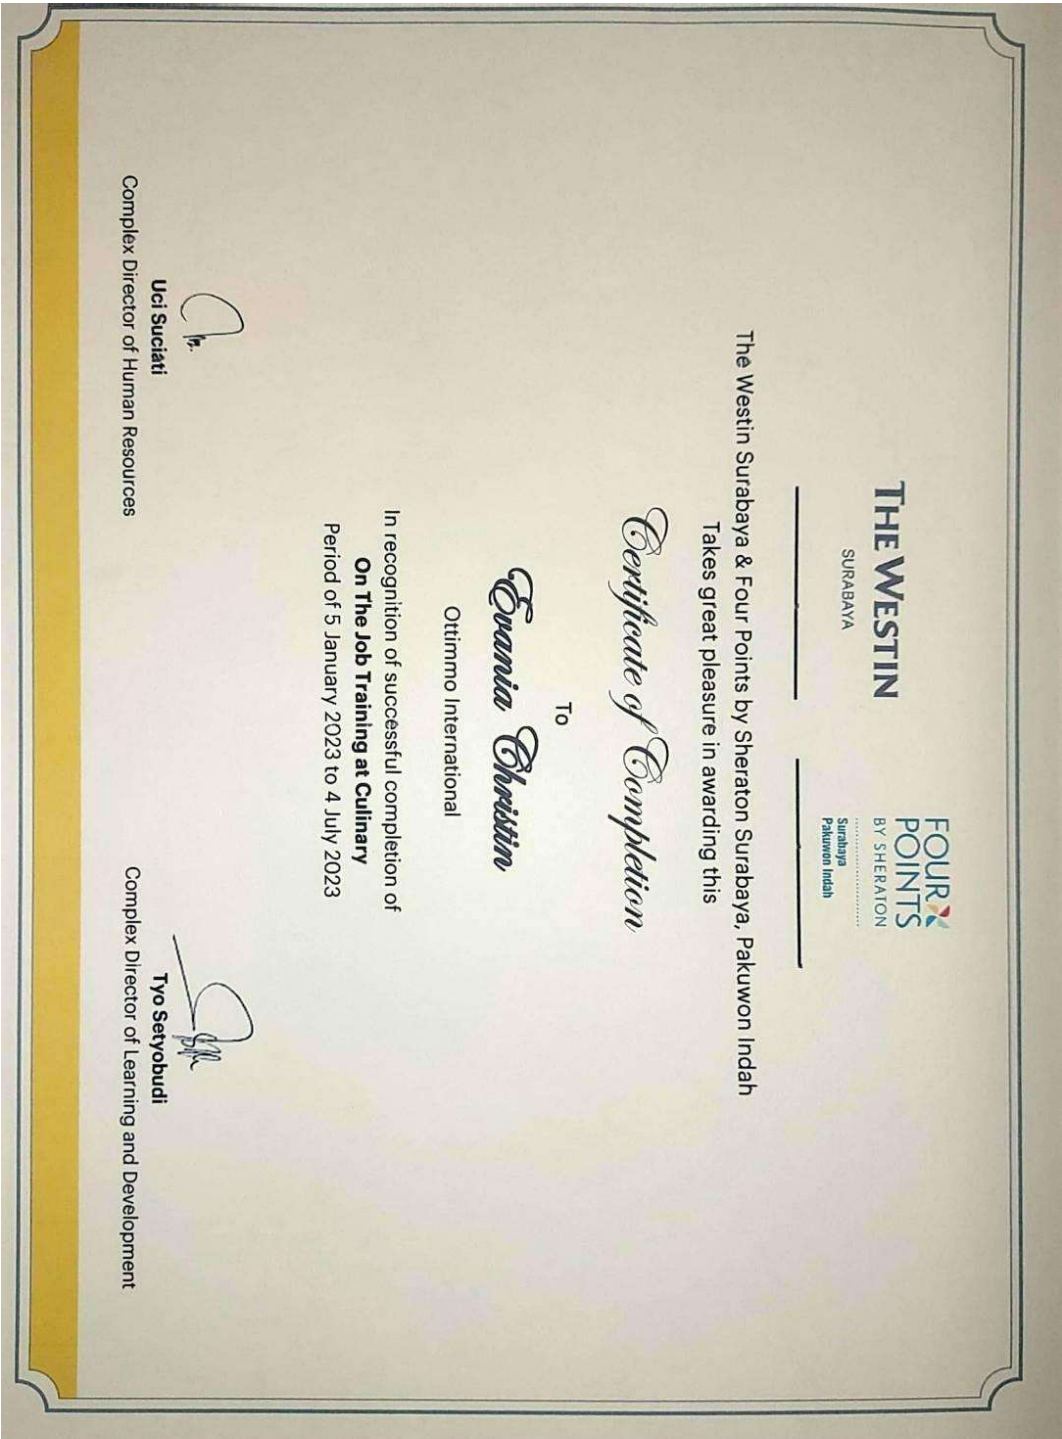 THE WESTIN
SURABAYA
FOUR
POINTS
BY SHERATON
Surabaya
Pakuwon Indah
The Westin Surabaya & Four Points by Sheraton Surabaya, Pakuwon Indah
Takes great pleasure in awarding this
Certificate of Completion
To
Evania Christin
Ottimmo International
In recognition of successful completion of
On The Job Training at Culinary
Period of 5 January 2023 to 4 July 2023
Uci Suciati
Complex Director of Human Resources
Tyo Setyobudi
Complex Director of Learning and Development